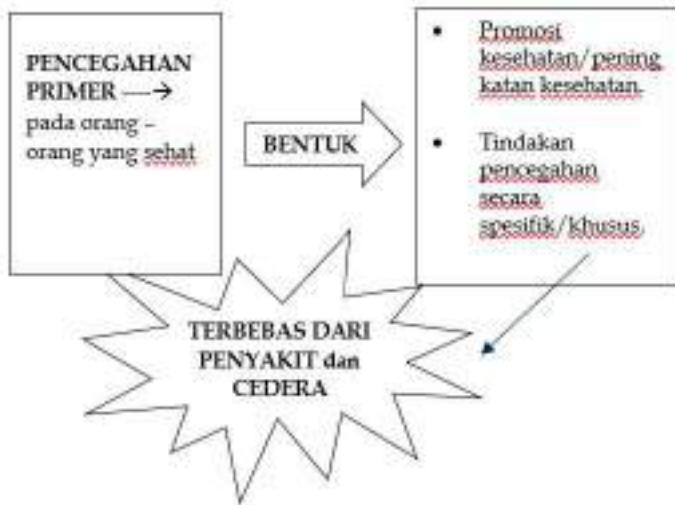 PENCEGAHAN
PRIMER —→
pada orang –
orang yang sehat
BENTUK
• Promosi
kesehatan/pening
katan kesehatan.
• Tindakan
pencegahan
secara
spesifik/khusus.
TERBEBAS DARI
PENYAKIT dan
CEDERA